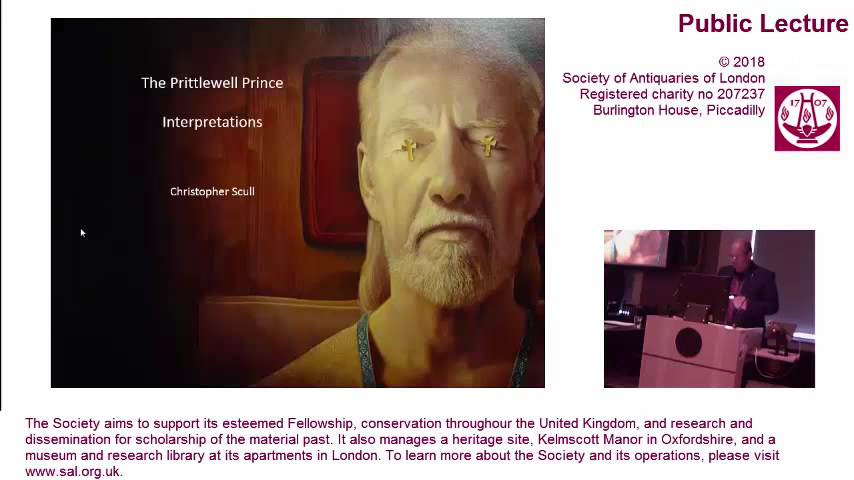 Public Lecture
© 2018
Society of Antiquaries of London
Registered charity no 207237
Burlington House, Piccadilly
17 07
The Prittlewell Prince
Interpretations
Christopher Scull
The Society aims to support its esteemed Fellowship, conservation throughour the United Kingdom, and research and
dissemination for scholarship of the material past. It also manages a heritage site, Kelmscott Manor in Oxfordshire, and a
museum and research library at its apartments in London. To learn more about the Society and its operations, please visit
www.sal.org.uk.